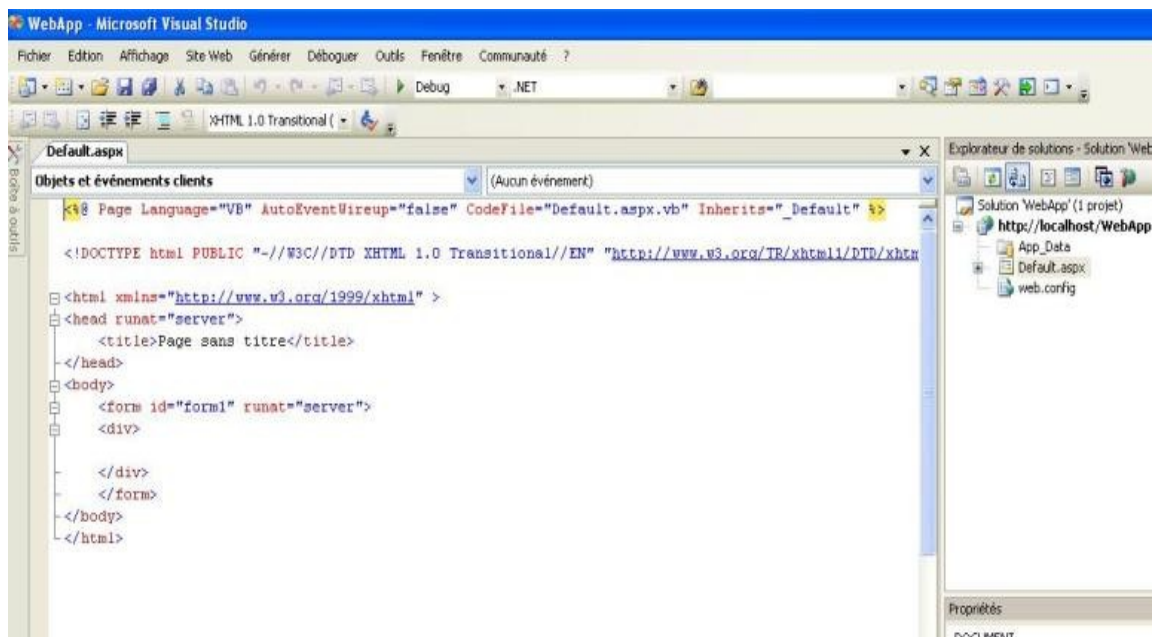 WebApp - Microsoft Visual Studio
Fichier Edition Affichage Site Web Générer Déboguer Outils Fenêtre Communauté ?
Debug .NET
XHTML 1.0 Transitional (
Boîte à outils
Default.aspx
Objets et événements clients (Aucun événement)
<%@ Page Language="VB" AutoEventWireup="false" CodeFile="Default.aspx.vb" Inherits="_Default" %>
<!DOCTYPE html PUBLIC "-//W3C//DTD XHTML 1.0 Transitional//EN" "http://www.w3.org/TR/xhtml1/DTD/xhtm
<html xmlns="http://www.w3.org/1999/xhtml" >
<head runat="server">
<title>Page sans titre</title>
</head>
<body>
<form id="form1" runat="server">
<div>
</div>
</form>
</body>
</html>
Explorateur de solutions - Solution 'Web
Solution 'WebApp' (1 projet)
http://localhost/WebApp
App_Data
Default.aspx
web.config
Propriétés
DOCUMENT